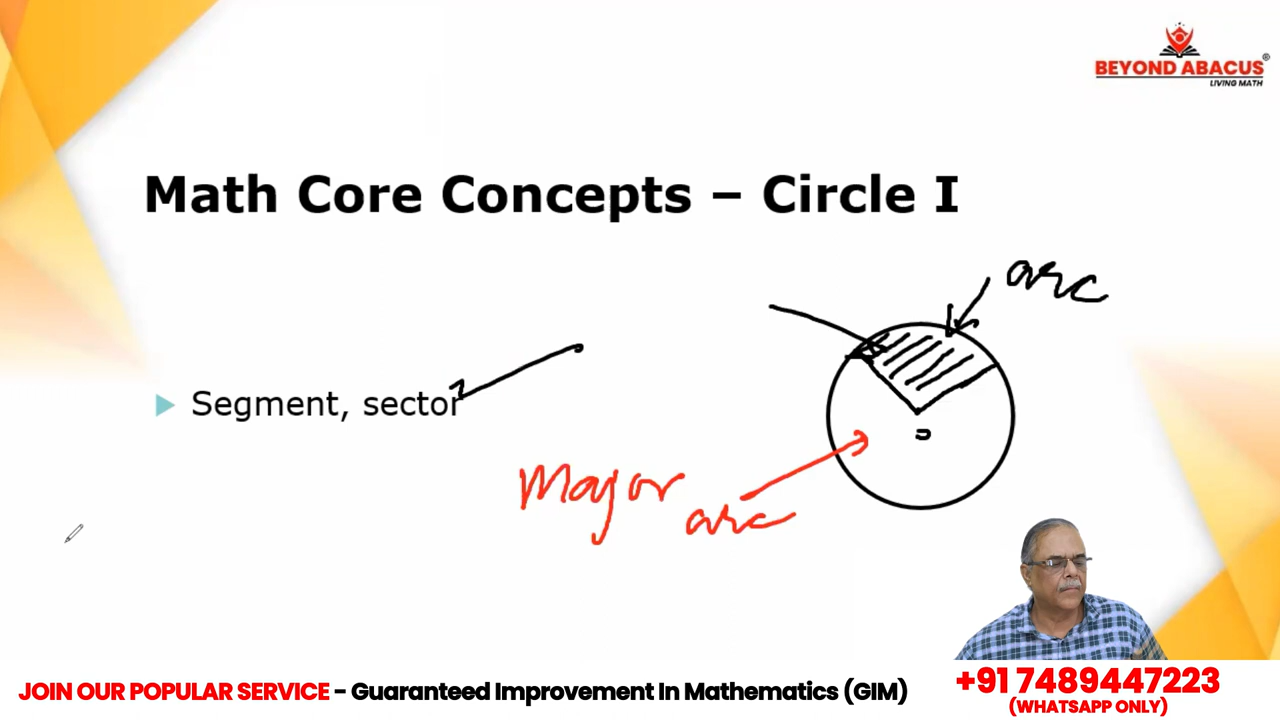 BEYOND ABACUS®
LIVING MATH
Math Core Concepts – Circle I
arc
Segment, sector
Major
arc
JOIN OUR POPULAR SERVICE - Guaranteed Improvement In Mathematics (GIM)
+91 7489447223
(WHATSAPP ONLY)